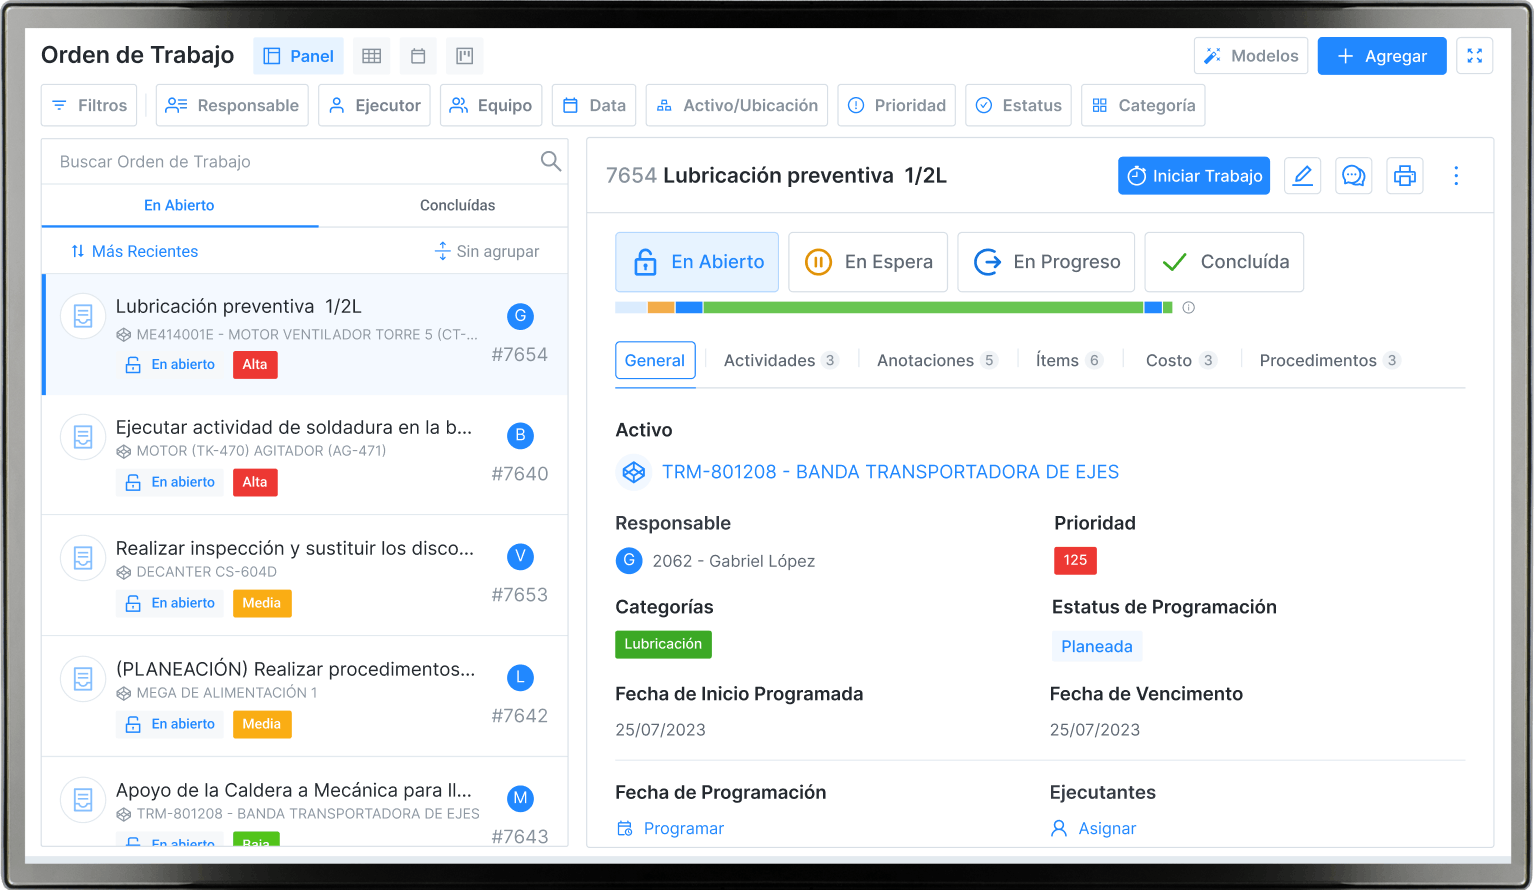 Orden de Trabajo
Panel
Modelos
Agregar
Filtros
Responsable
Ejecutor
Equipo
Data
Activo/Ubicación
Prioridad
Estatus
Categoría
Buscar Orden de Trabajo
En Abierto
Concluídas
Más Recientes
Sin agrupar
Lubricación preventiva 1/2L
G
ME414001E - MOTOR VENTILADOR TORRE 5 (CT-...
#7654
En abierto
Alta
Ejecutar actividad de soldadura en la b...
B
MOTOR (TK-470) AGITADOR (AG-471)
#7640
En abierto
Alta
Realizar inspección y sustituir los disco...
V
DECANTER CS-604D
#7653
En abierto
Media
(PLANEACIÓN) Realizar procedimentos...
L
MEGA DE ALIMENTACIÓN 1
#7642
En abierto
Media
Apoyo de la Caldera a Mecánica para ll...
M
TRM-801208 - BANDA TRANSPORTADORA DE EJES
#7643
En abierto
Baja
7654 Lubricación preventiva 1/2L
Iniciar Trabajo
En Abierto
En Espera
En Progreso
Concluída
General
Actividades 3
Anotaciones 5
Ítems 6
Costo 3
Procedimentos 3
Activo
TRM-801208 - BANDA TRANSPORTADORA DE EJES
Responsable
Prioridad
G 2062 - Gabriel López
125
Categorías
Estatus de Programación
Lubricación
Planeada
Fecha de Inicio Programada
Fecha de Vencimento
25/07/2023
25/07/2023
Fecha de Programación
Ejecutantes
Programar
Asignar